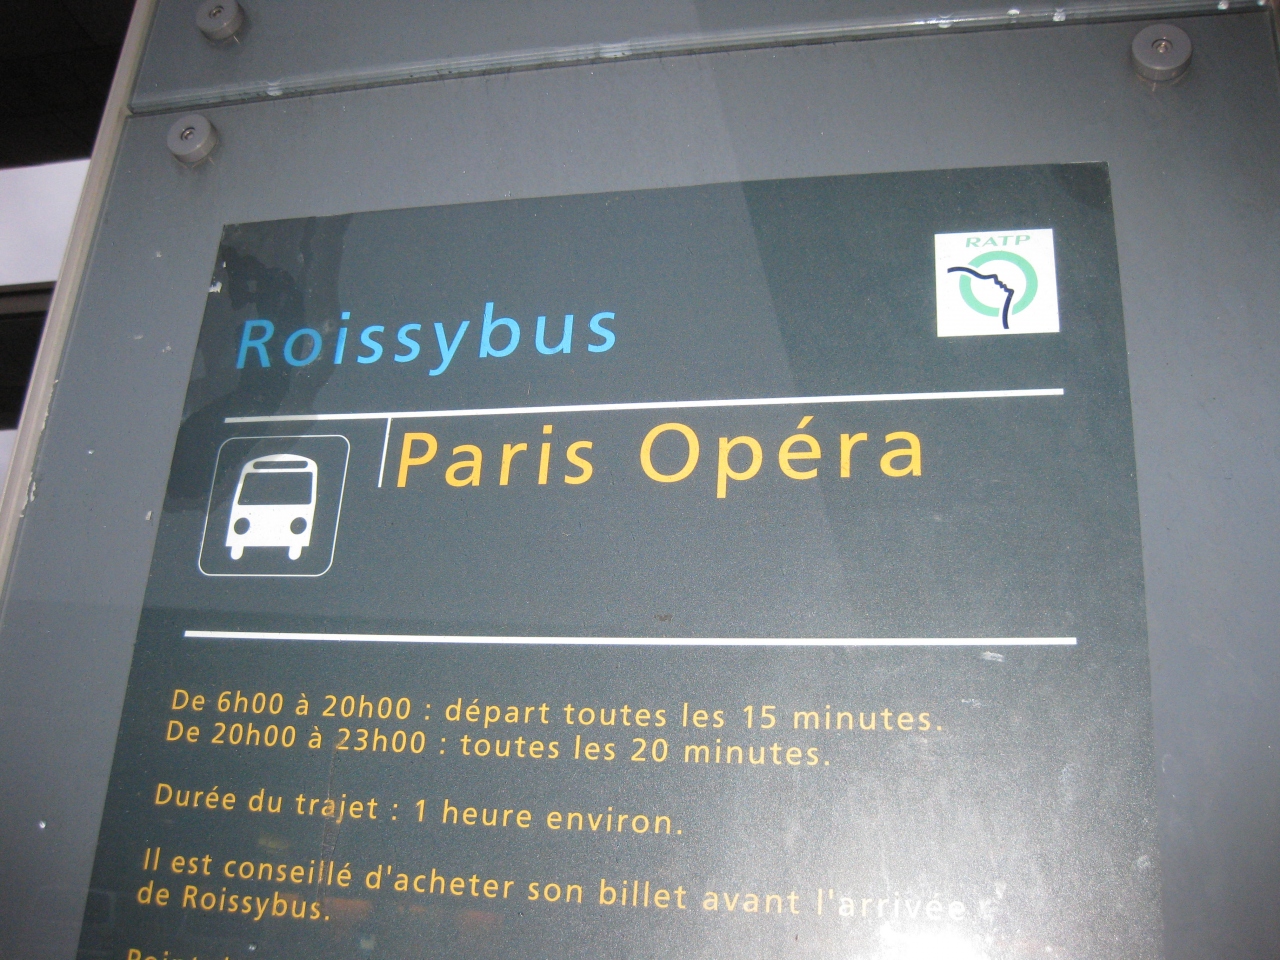 RATP
Roissybus
Paris Opéra
De 6h00 à 20h00 : départ toutes les 15 minutes.
De 20h00 à 23h00 : toutes les 20 minutes.
Durée du trajet : 1 heure environ.
Il est conseillé d'acheter son billet avant l'arrivée
de Roissybus.